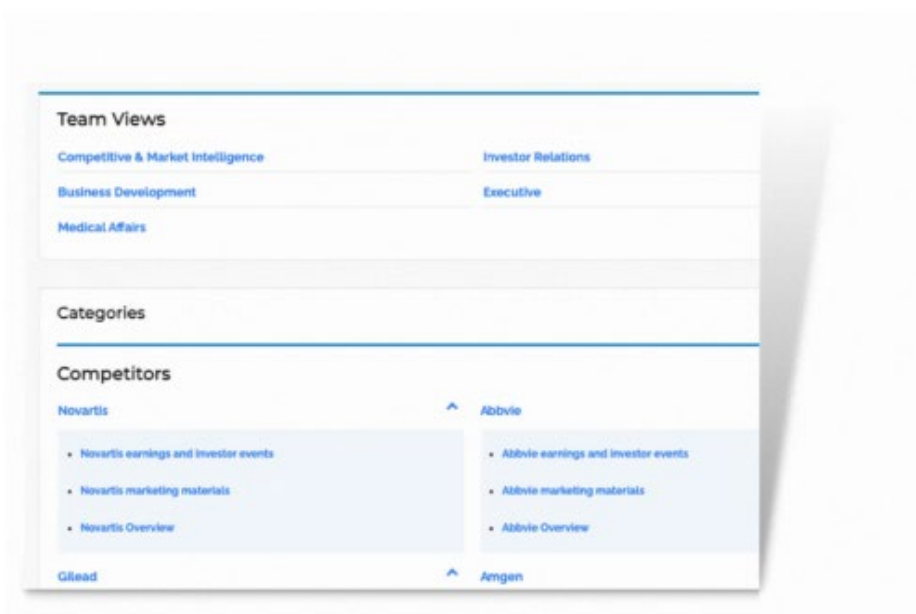 Team Views
Competitive & Market Intelligence
Investor Relations
Business Development
Executive
Medical Affairs
Categories
Competitors
Novartis
Abbvie
Novartis earnings and investor events
Abbvie earnings and investor events
Novartis marketing materials
Abbvie marketing materials
Novartis Overview
Abbvie Overview
Gilead
Amgen